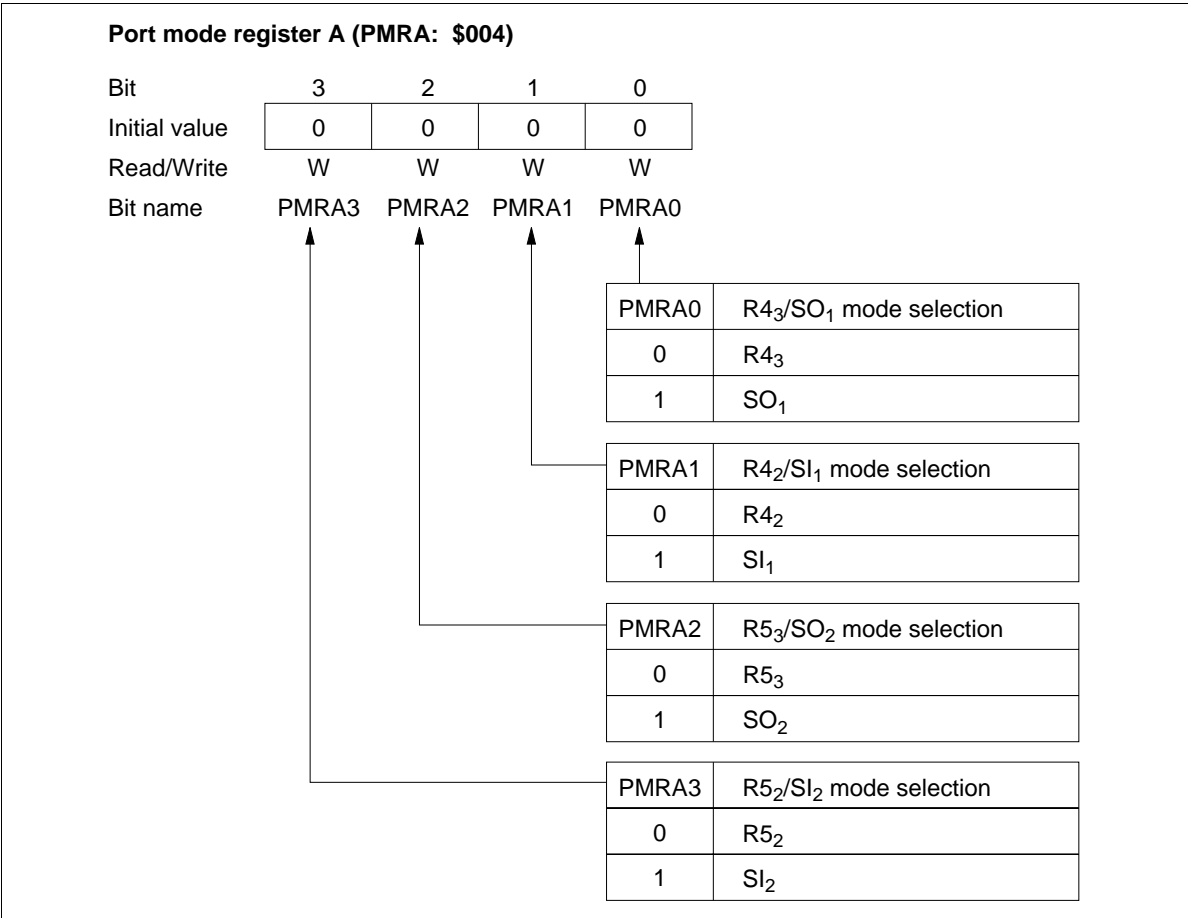 Port mode register A (PMRA: $004)
Bit 3 2 1 0
Initial value 0 0 0 0
Read/Write W W W W
Bit name PMRA3 PMRA2 PMRA1 PMRA0
PMRA0 R4₃/SO₁ mode selection
0 R4₃
1 SO₁
PMRA1 R4₂/SI₁ mode selection
0 R4₂
1 SI₁
PMRA2 R5₃/SO₂ mode selection
0 R5₃
1 SO₂
PMRA3 R5₂/SI₂ mode selection
0 R5₂
1 SI₂